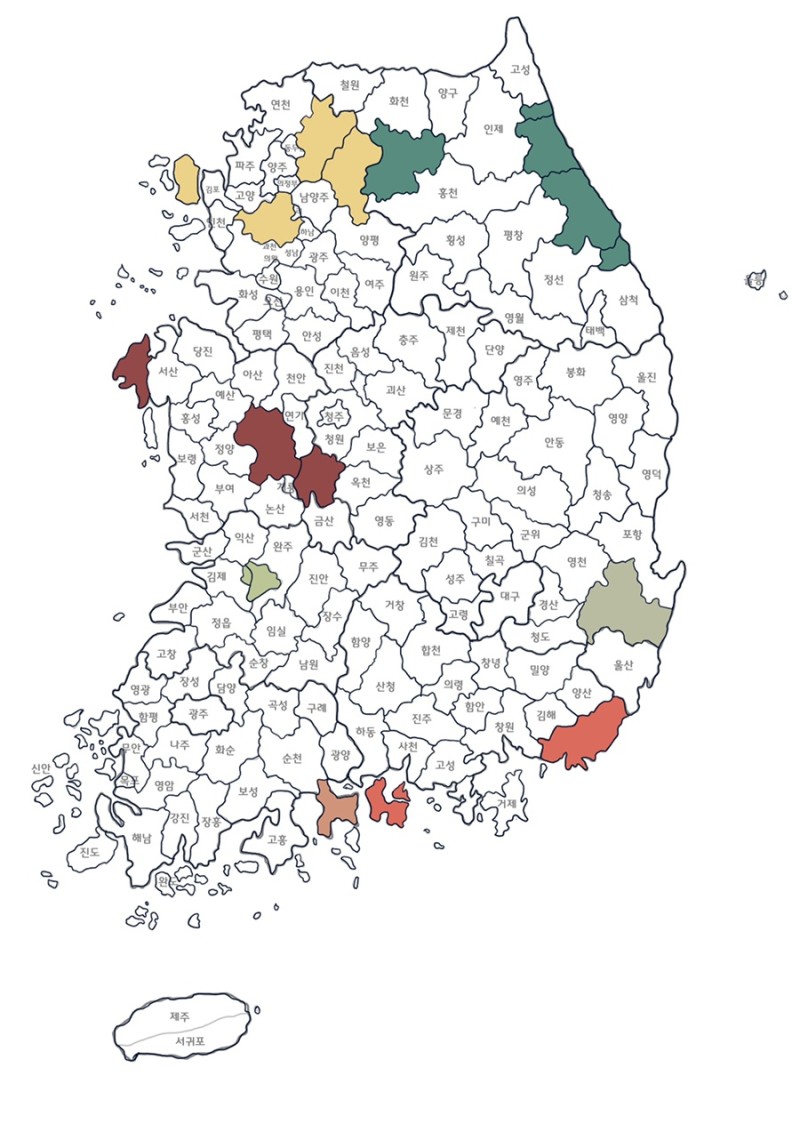 고성
철원
양구
화천
연천
인제
동두
파주
양주
의정부
김포
고양
남양주
홍천
인천
하남
양평
횡성
평창
과천
성남
의왕
광주
원주
정선
수원
용인
이천
여주
화성
오산
삼척
울릉
영월
태백
평택
안성
충주
제천
단양
음성
당진
서산
아산
천안
진천
괴산
영주
봉화
울진
예산
홍성
연기
청주
문경
예천
영양
청원
정양
보은
안동
보령
상주
영덕
부여
계룡
옥천
의성
청송
논산
서천
금산
영동
구미
군위
포항
익산
완주
김천
군산
칠곡
영천
김제
진안
무주
성주
대구
경산
부안
거창
고령
장수
정읍
임실
청도
함양
합천
고창
순창
남원
창녕
밀양
울산
영광
장성
담양
산청
의령
양산
함평
광주
곡성
구례
함안
김해
진주
창원
하동
무안
나주
화순
순천
광양
사천
고성
신안
목포
영암
보성
거제
강진
장흥
해남
고흥
진도
완도
제주
서귀포